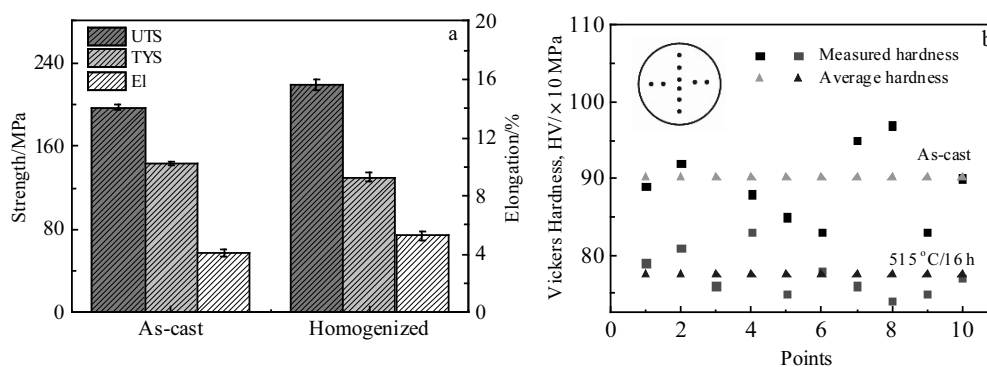 a
UTS
TYS
El
Strength/MPa
240
160
80
0
20
16
12
8
4
0
Elongation/%
As-cast
Homogenized
b
Measured hardness
Average hardness
As-cast
515 °C/16 h
Vickers Hardness, HV/× 10 MPa
110
100
90
80
0
2
4
6
8
10
Points